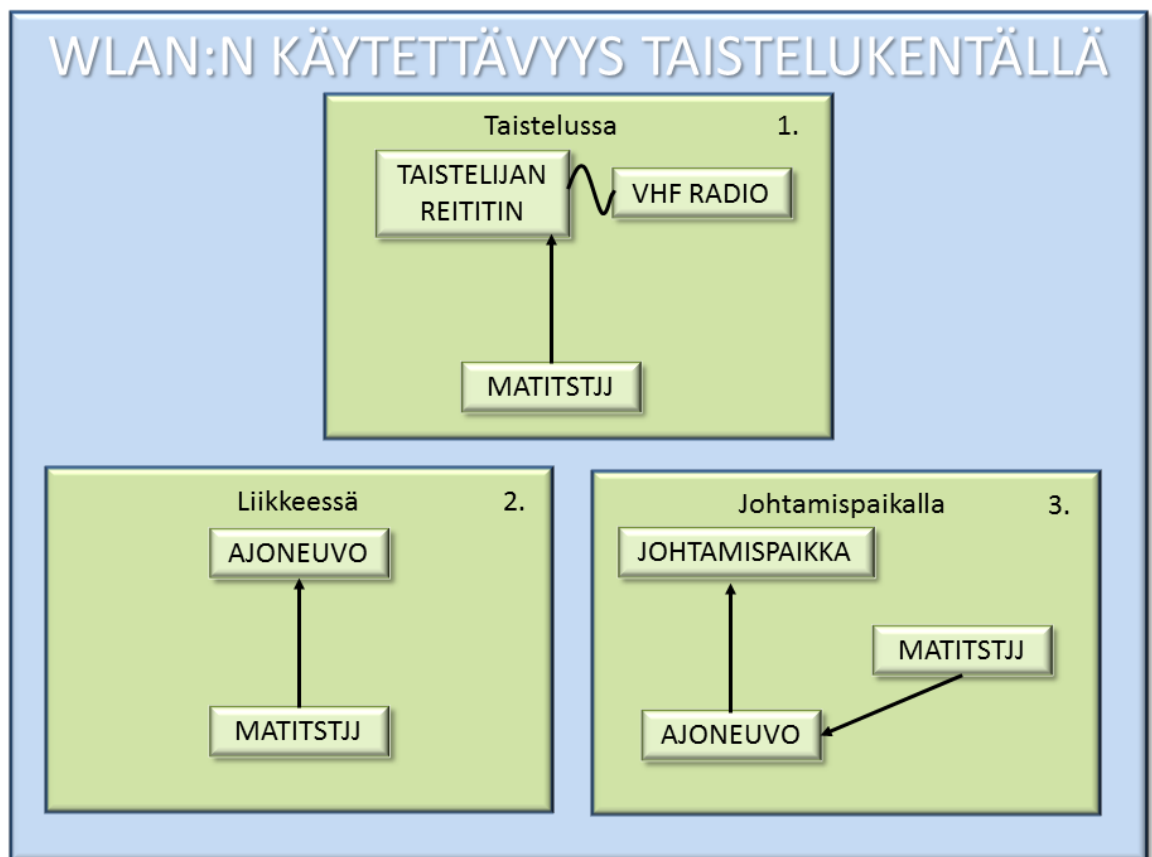 WLAN:N KÄYTETTÄVYYS TAISTELUKENTÄLLÄ
Taistelussa 1.
TAISTELIJAN
REITITIN
VHF RADIO
MATITSTJJ
Liikkeessä 2.
AJONEUVO
MATITSTJJ
Johtamispaikalla 3.
JOHTAMISPAIKKA
MATITSTJJ
AJONEUVO